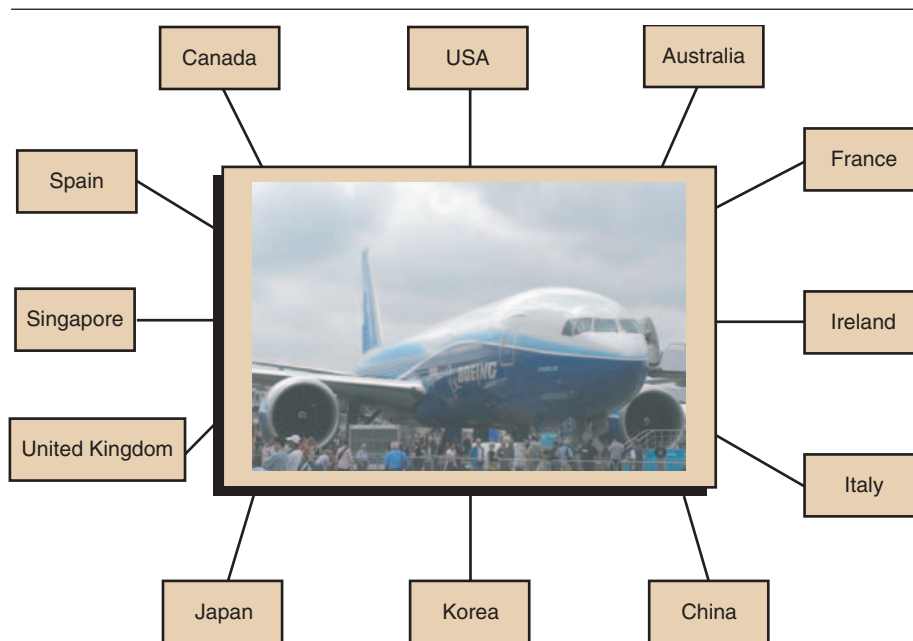 Canada
USA
Australia
Spain
France
Singapore
Ireland
United Kingdom
Italy
Japan
Korea
China
BOEING